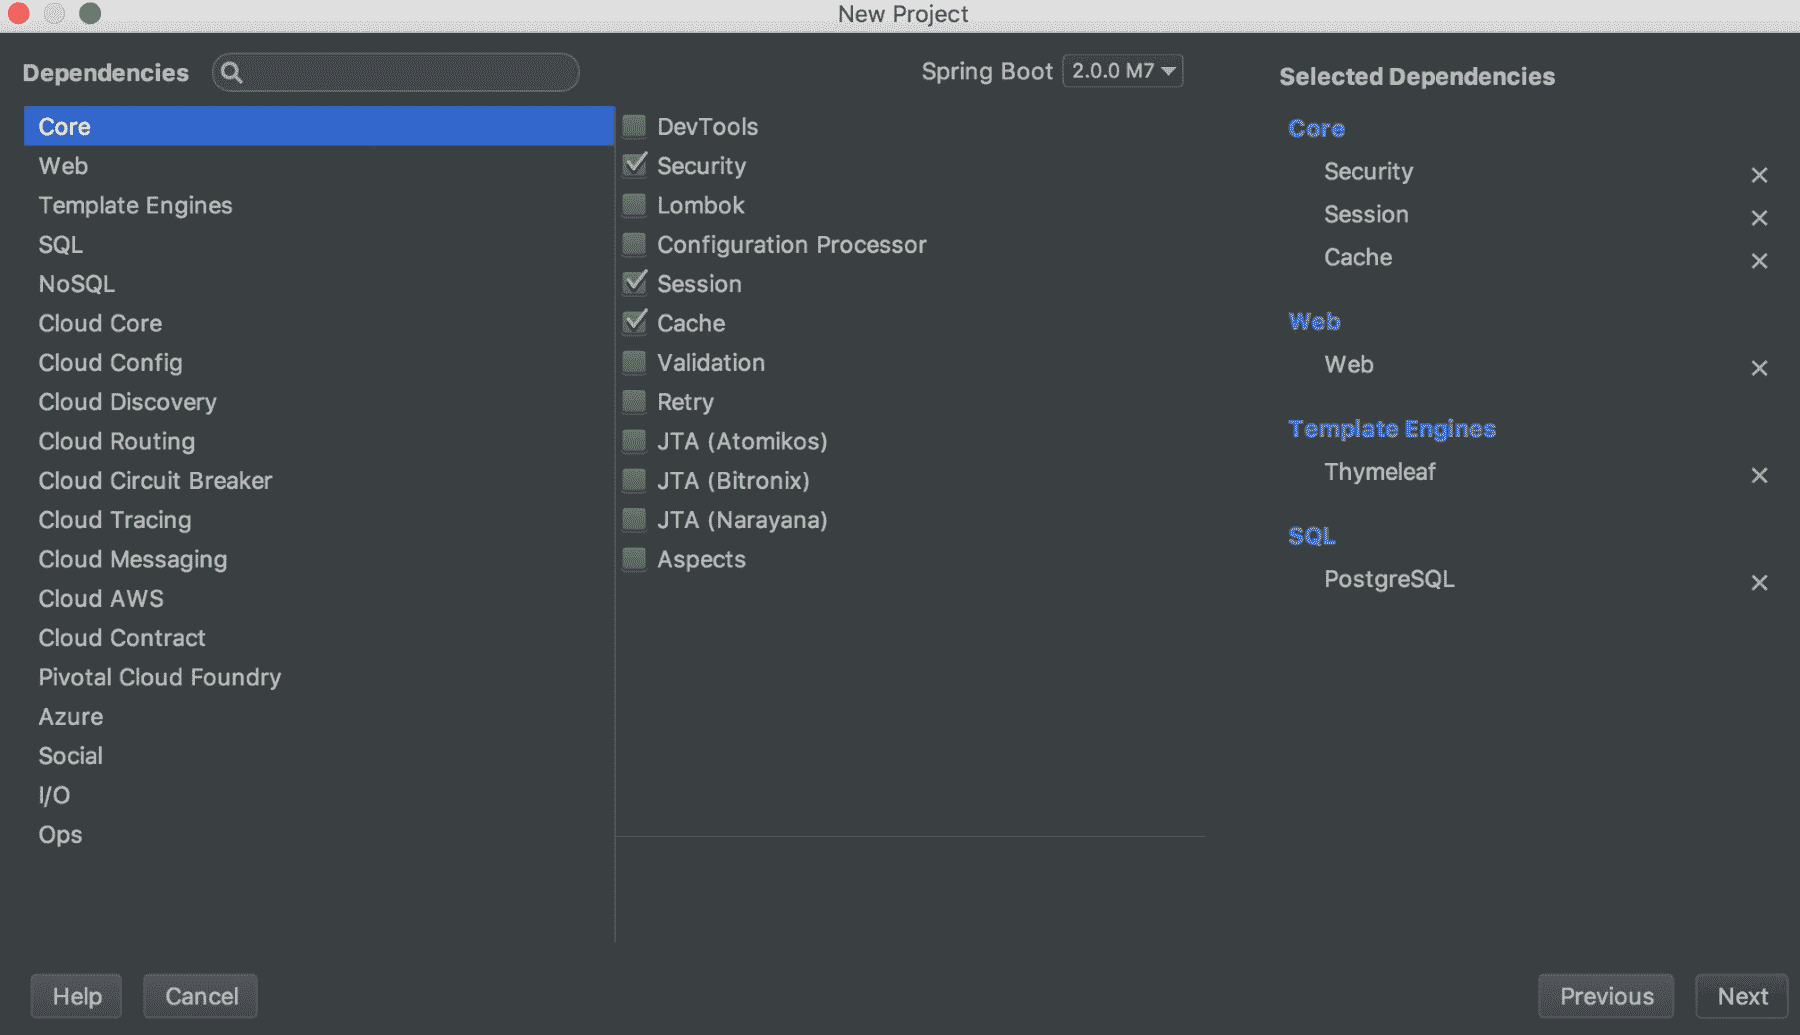 New Project
Dependencies
Spring Boot 2.0.0 M7
Core
Web
Template Engines
SQL
NoSQL
Cloud Core
Cloud Config
Cloud Discovery
Cloud Routing
Cloud Circuit Breaker
Cloud Tracing
Cloud Messaging
Cloud AWS
Cloud Contract
Pivotal Cloud Foundry
Azure
Social
I/O
Ops
DevTools
Security
Lombok
Configuration Processor
Session
Cache
Validation
Retry
JTA (Atomikos)
JTA (Bitronix)
JTA (Narayana)
Aspects
Selected Dependencies
Core
Security
Session
Cache
Web
Web
Template Engines
Thymeleaf
SQL
PostgreSQL
Help
Cancel
Previous
Next